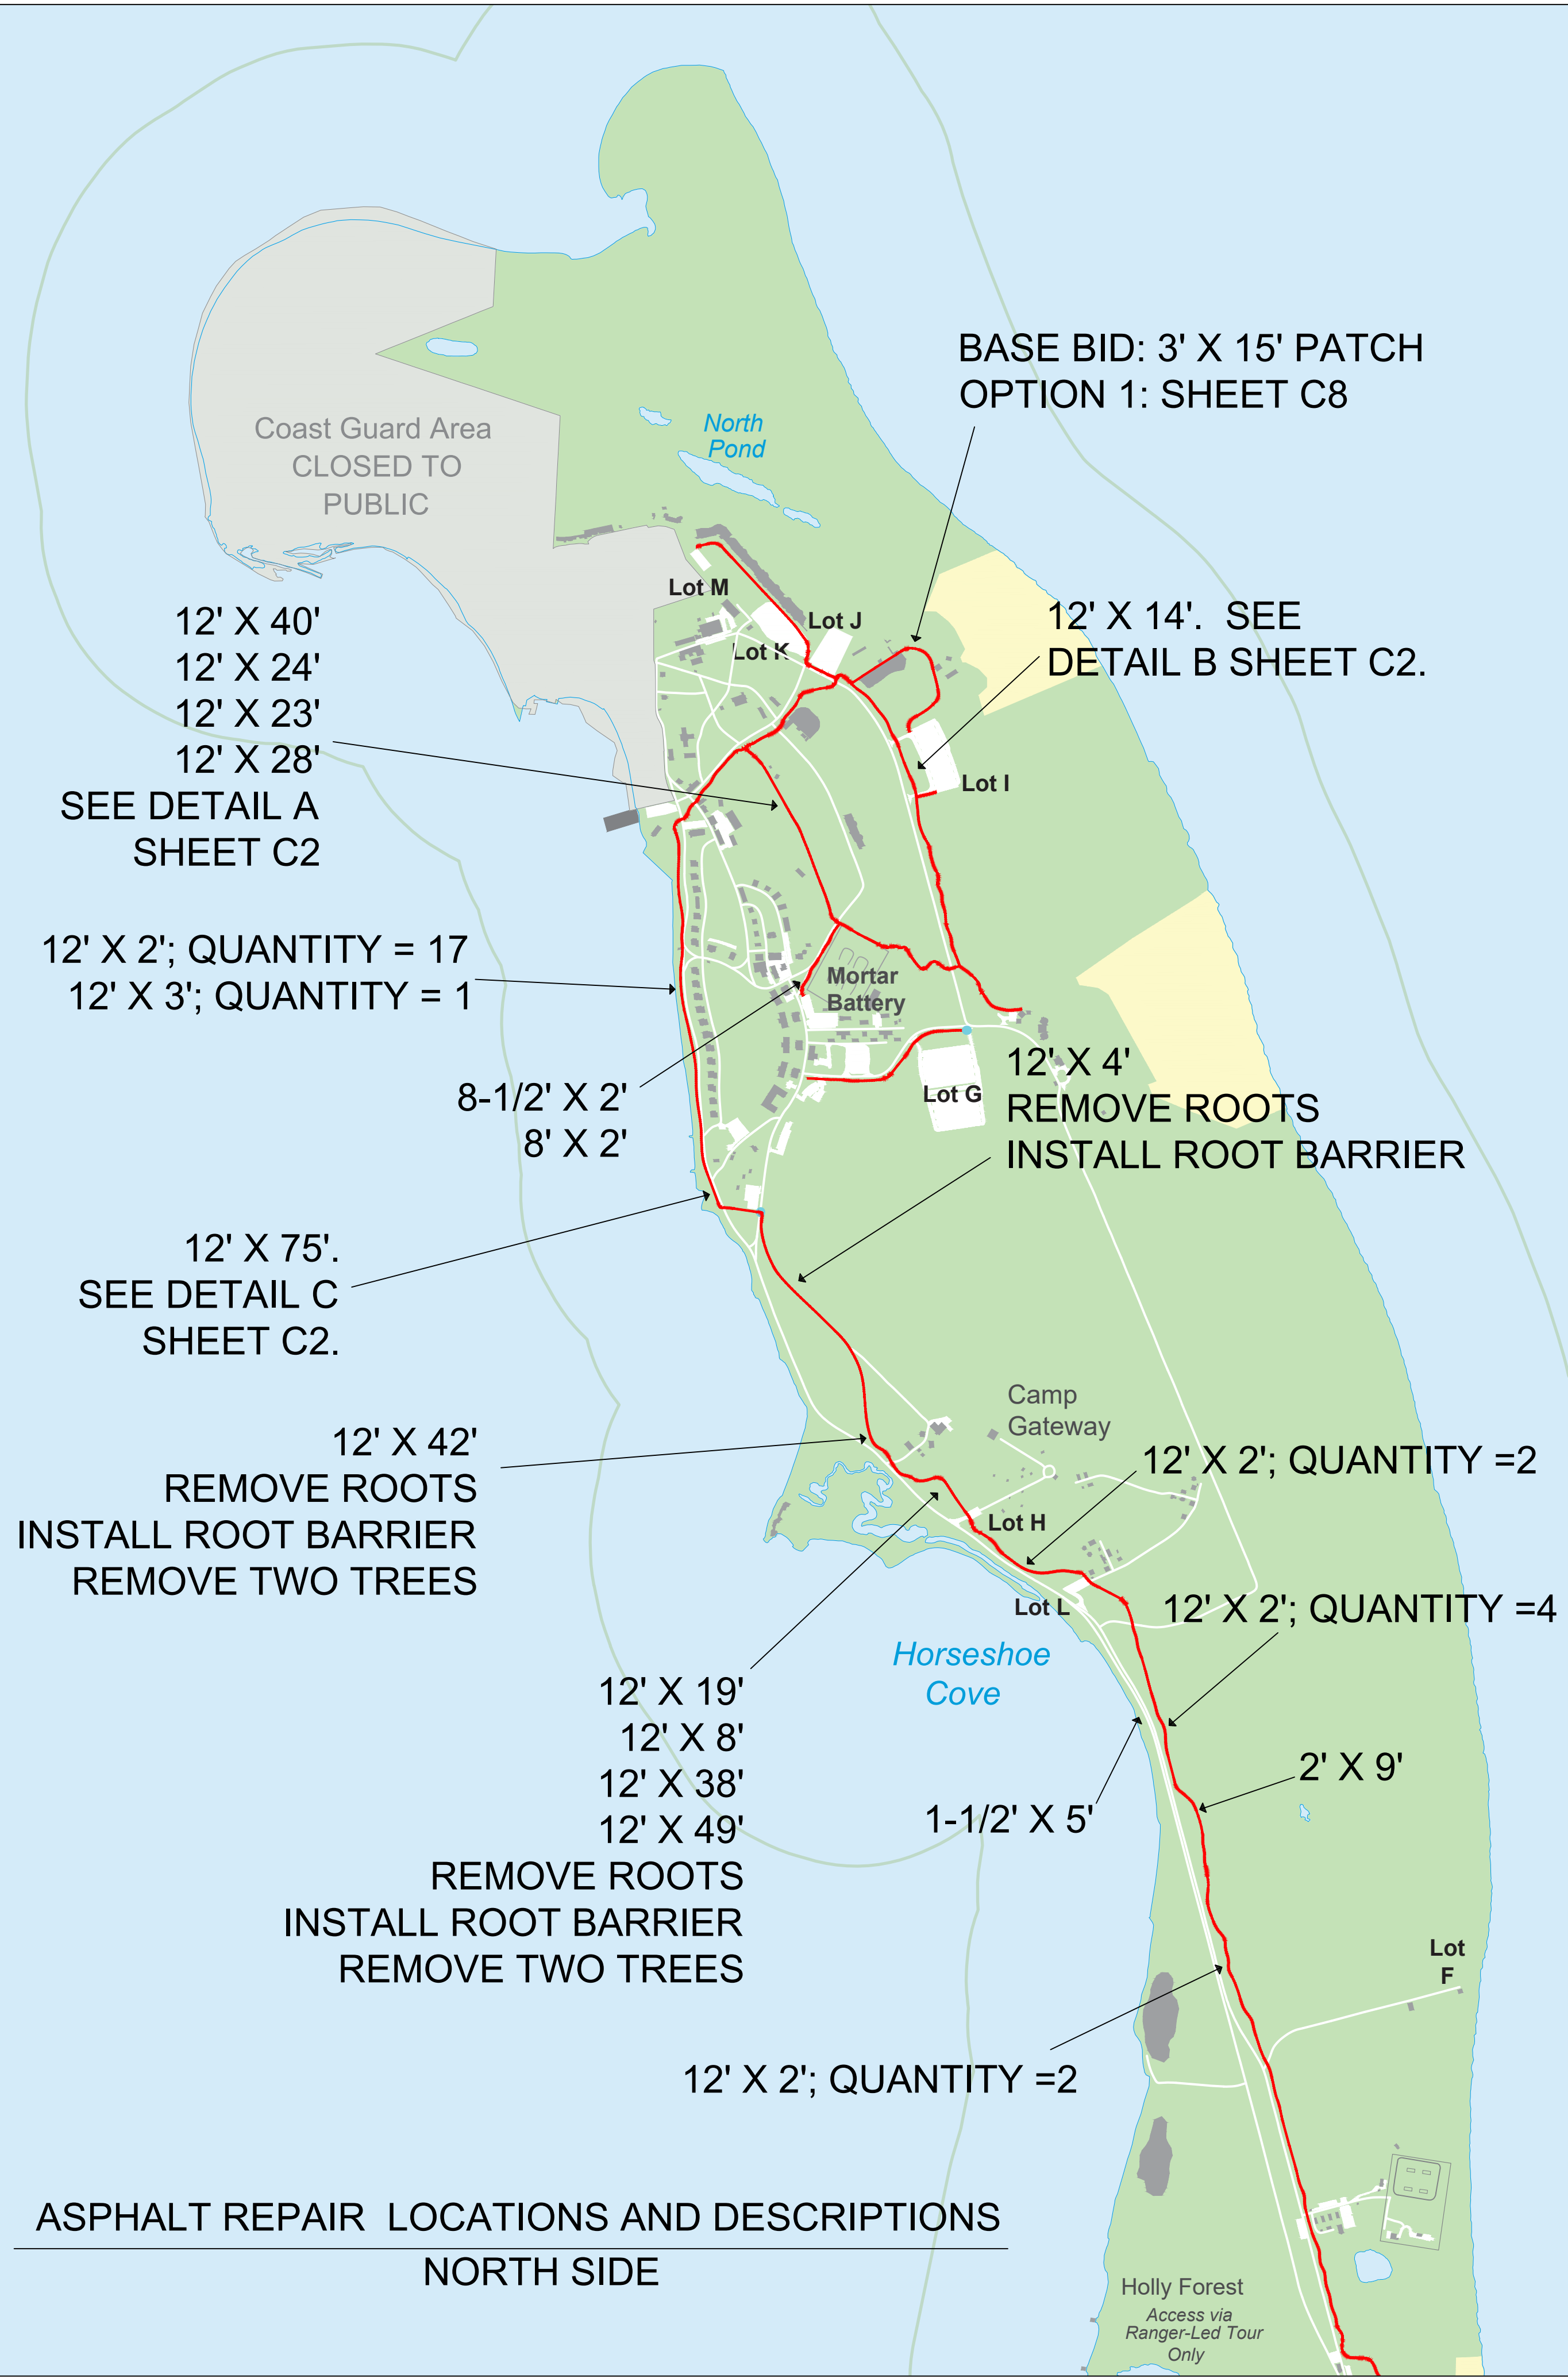 BASE BID: 3' X 15' PATCH
OPTION 1: SHEET C8
Coast Guard Area
CLOSED TO
PUBLIC
North
Pond
Lot M
Lot J
Lot K
12' X 14'.  SEE
DETAIL B SHEET C2.
12' X 40'
12' X 24'
12' X 23'
12' X 28'
SEE DETAIL A
SHEET C2
Lot I
12' X 2'; QUANTITY = 17
12' X 3'; QUANTITY = 1
Mortar
Battery
8-1/2' X 2'
8' X 2'
Lot G
12' X 4'
REMOVE ROOTS
INSTALL ROOT BARRIER
12' X 75'.
SEE DETAIL C
SHEET C2.
Camp
Gateway
12' X 42'
REMOVE ROOTS
INSTALL ROOT BARRIER
REMOVE TWO TREES
12' X 2'; QUANTITY =2
Lot H
Lot L
12' X 2'; QUANTITY =4
Horseshoe
Cove
12' X 19'
12' X 8'
12' X 38'
12' X 49'
REMOVE ROOTS
INSTALL ROOT BARRIER
REMOVE TWO TREES
2' X 9'
1-1/2' X 5'
Lot
F
12' X 2'; QUANTITY =2
ASPHALT REPAIR  LOCATIONS AND DESCRIPTIONS
NORTH SIDE
Holly Forest
Access via
Ranger-Led Tour
Only